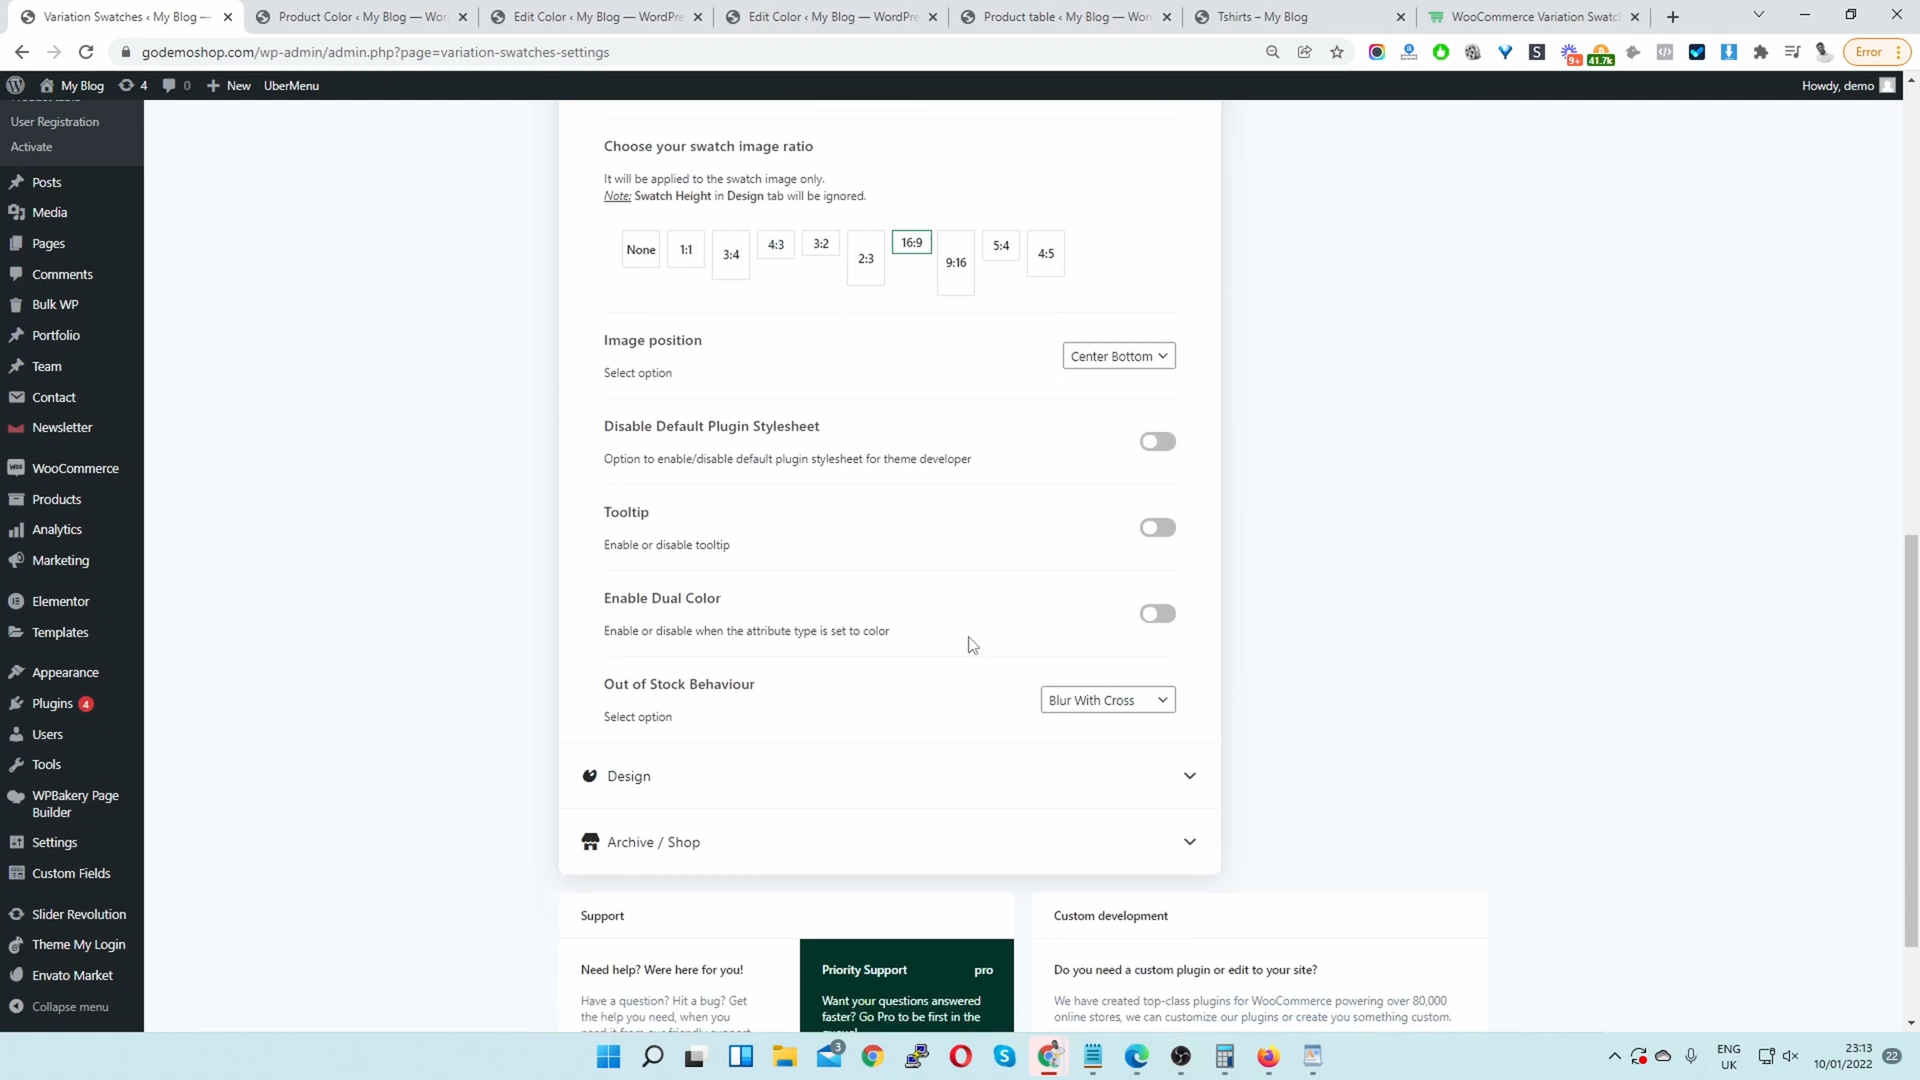 Variation Swatches ‹ My Blog —
Product Color ‹ My Blog — Wor
Edit Color ‹ My Blog — WordPre
Edit Color ‹ My Blog — WordPre
Product table ‹ My Blog — Wor
Tshirts – My Blog
WooCommerce Variation Swatc
godemoshop.com/wp-admin/admin.php?page=variation-swatches-settings
9+
41.7k
Error
My Blog
4
0
New
UberMenu
Howdy, demo
User Registration
Activate
Posts
Media
Pages
Comments
Bulk WP
Portfolio
Team
Contact
Newsletter
WooCommerce
Products
Analytics
Marketing
Elementor
Templates
Appearance
Plugins 4
Users
Tools
WPBakery Page
Builder
Settings
Custom Fields
Slider Revolution
Theme My Login
Envato Market
Collapse menu
Choose your swatch image ratio
It will be applied to the swatch image only.
Note: Swatch Height in Design tab will be ignored.
None
1:1
3:4
4:3
3:2
2:3
16:9
9:16
5:4
4:5
Image position
Select option
Center Bottom
Disable Default Plugin Stylesheet
Option to enable/disable default plugin stylesheet for theme developer
Tooltip
Enable or disable tooltip
Enable Dual Color
Enable or disable when the attribute type is set to color
Out of Stock Behaviour
Select option
Blur With Cross
Design
Archive / Shop
Support
Need help? Were here for you!
Have a question? Hit a bug? Get
the help you need, when you
Priority Support pro
Want your questions answered
faster? Go Pro to be first in the
Custom development
Do you need a custom plugin or edit to your site?
We have created top-class plugins for WooCommerce powering over 80,000
online stores, we can customize our plugins or create you something custom.
3
ENG
UK
23:13
10/01/2022
22